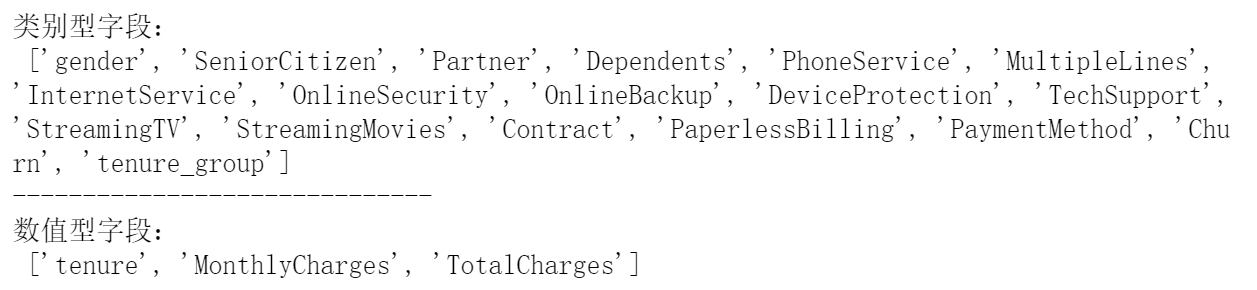 类别型字段：
['gender', 'SeniorCitizen', 'Partner', 'Dependents', 'PhoneService', 'MultipleLines',
'InternetService', 'OnlineSecurity', 'OnlineBackup', 'DeviceProtection', 'TechSupport',
'StreamingTV', 'StreamingMovies', 'Contract', 'PaperlessBilling', 'PaymentMethod', 'Chu
rn', 'tenure_group']
------------------------------
数值型字段：
['tenure', 'MonthlyCharges', 'TotalCharges']